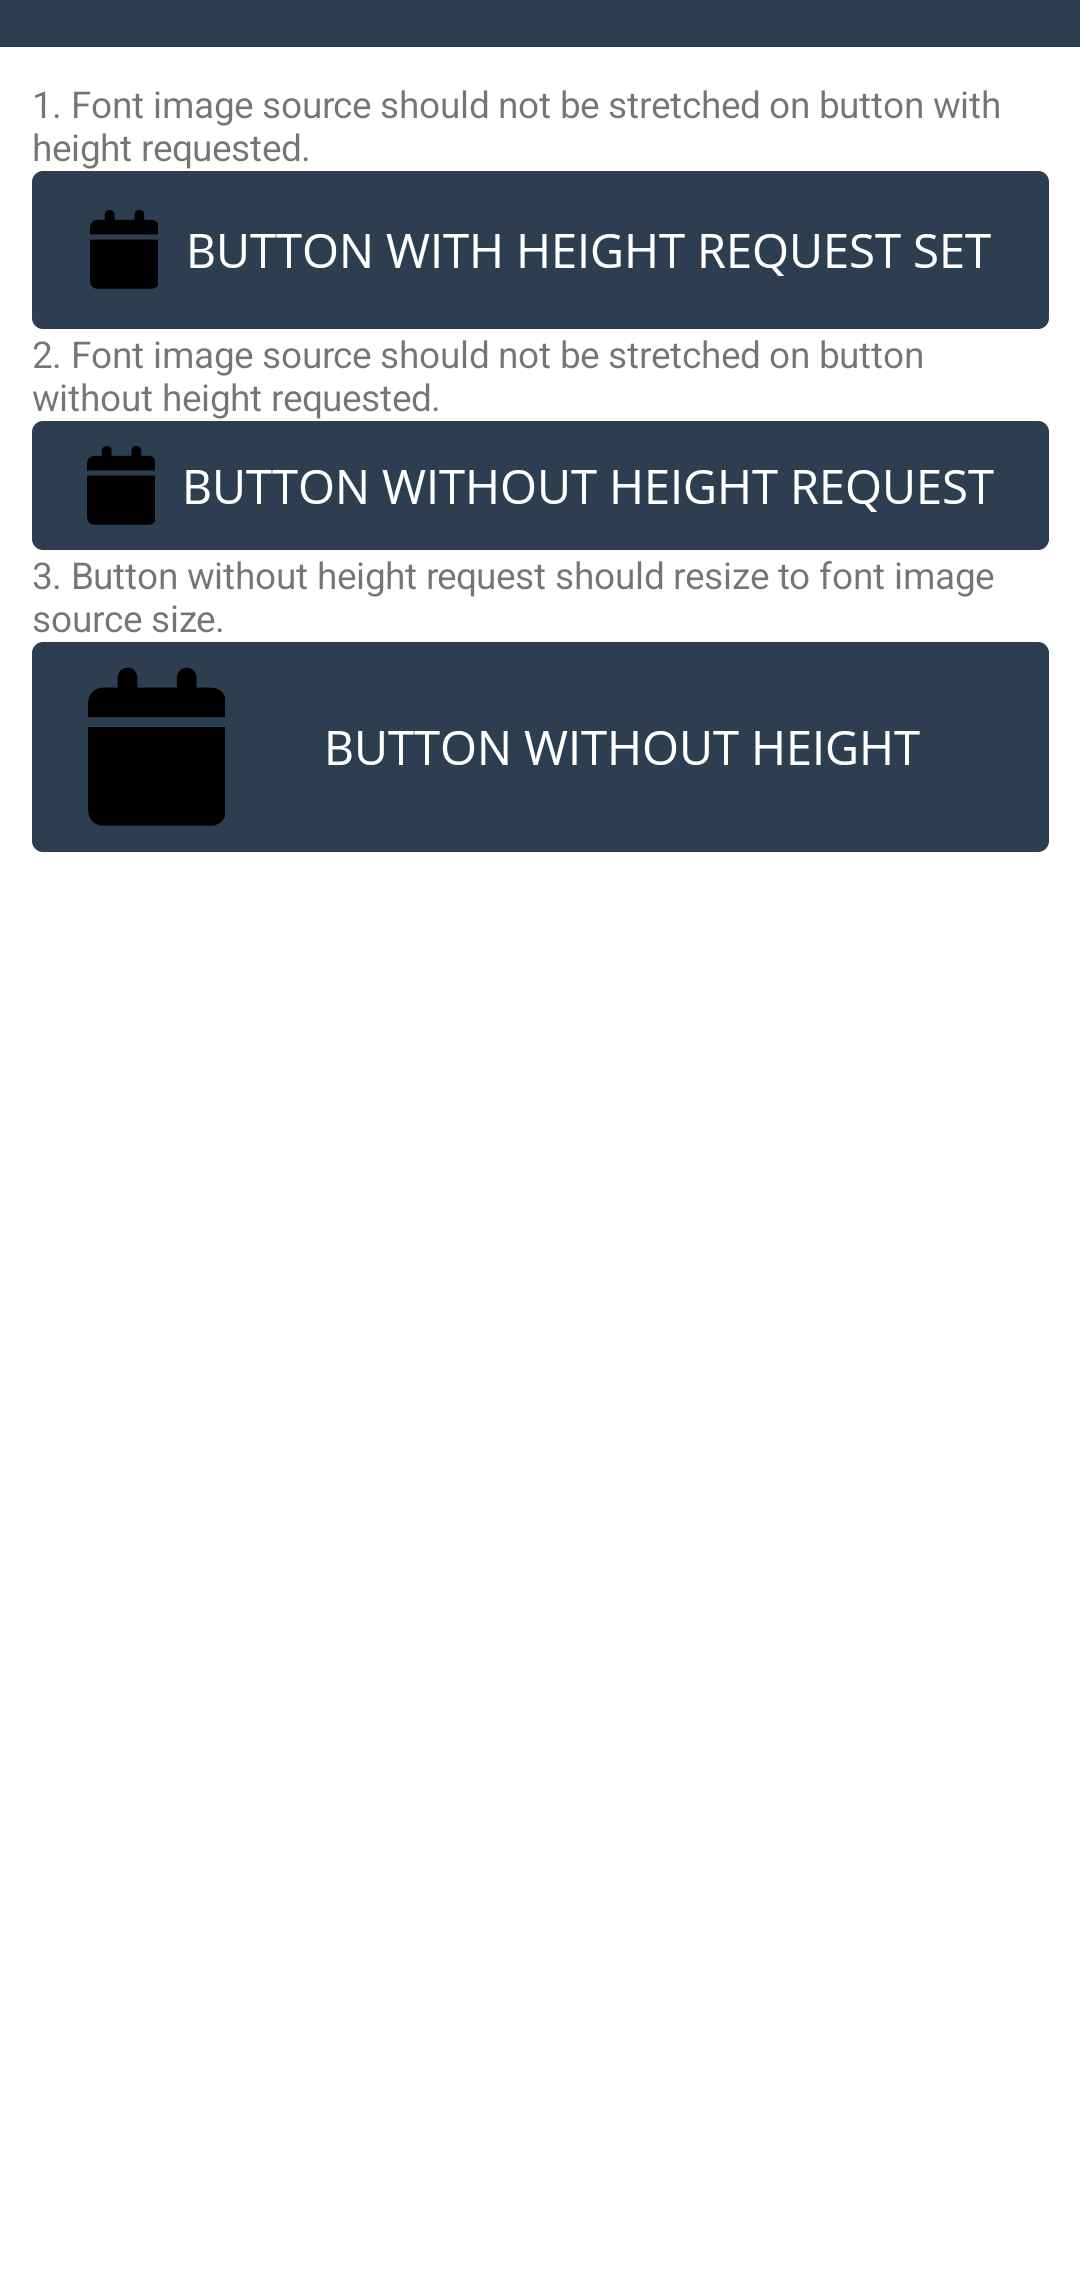 1. Font image source should not be stretched on button with
height requested.
BUTTON WITH HEIGHT REQUEST SET
2. Font image source should not be stretched on button
without height requested.
BUTTON WITHOUT HEIGHT REQUEST
3. Button without height request should resize to font image
source size.
BUTTON WITHOUT HEIGHT